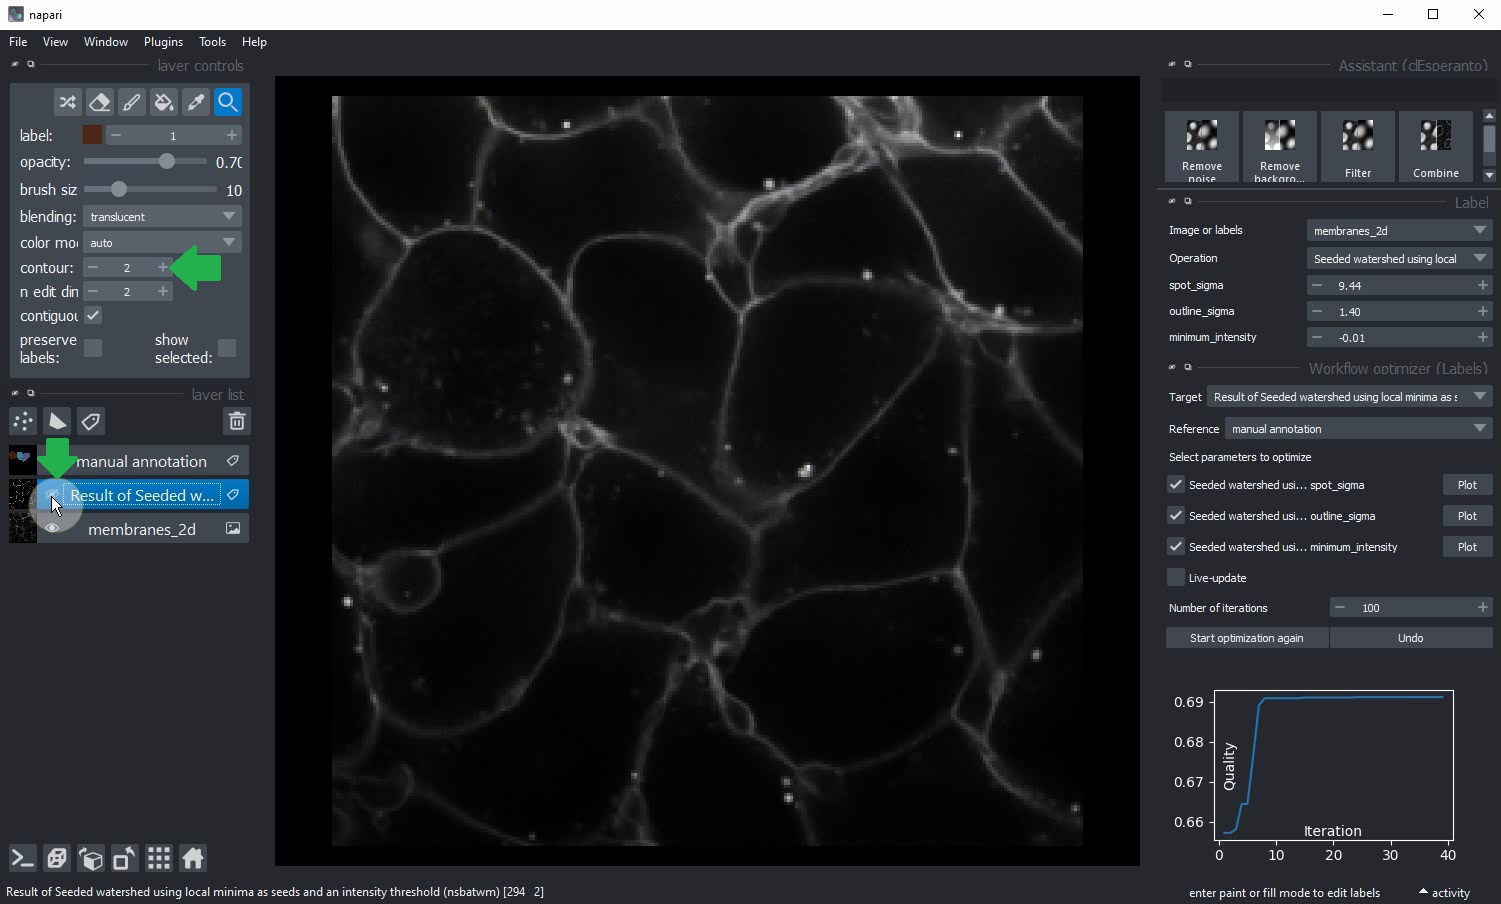 napari
File View Window Plugins Tools Help
layer controls
label: 1
opacity: 0.70
brush siz 10
blending: translucent
color mo auto
contour: 2
n edit din 2
contiguou
preserve labels:
show selected:
layer list
manual annotation
Result of Seeded w...
membranes_2d
Assistant (clEsperanto)
Remove noise
Remove backgro...
Filter
Combine
Label
Image or labels membranes_2d
Operation Seeded watershed using local
spot_sigma 9.44
outline_sigma 1.40
minimum_intensity -0.01
Workflow optimizer (Labels)
Target Result of Seeded watershed using local minima as s
Reference manual annotation
Select parameters to optimize
Seeded watershed usi... spot_sigma Plot
Seeded watershed usi... outline_sigma Plot
Seeded watershed usi... minimum_intensity Plot
Live-update
Number of iterations 100
Start optimization again Undo
0.69
0.68
0.67
0.66
Quality
Iteration
0 10 20 30 40
Result of Seeded watershed using local minima as seeds and an intensity threshold (nsbatwm) [294 2]
enter paint or fill mode to edit labels
activity